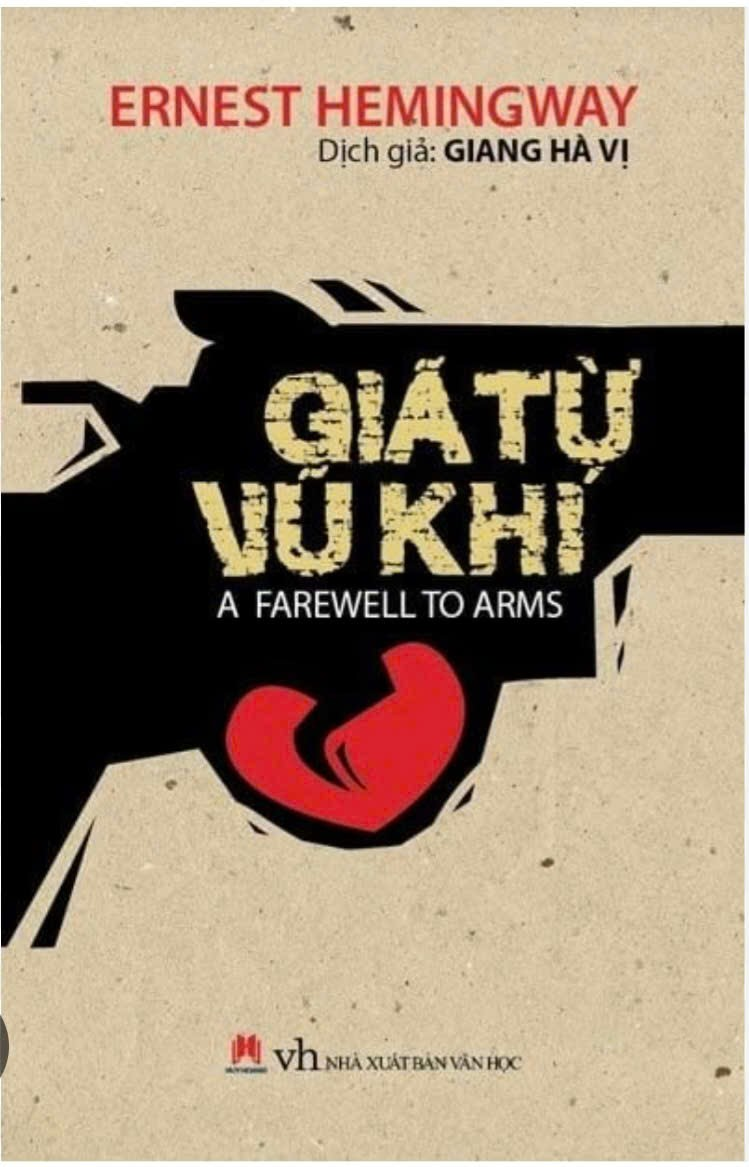 ERNEST HEMINGWAY
Dịch giả: GIANG HÀ VỊ
GIÃ TỪ
VŨ KHÍ
A FAREWELL TO ARMS
HUYHOANG
vh NHÀ XUẤT BẢN VĂN HỌC